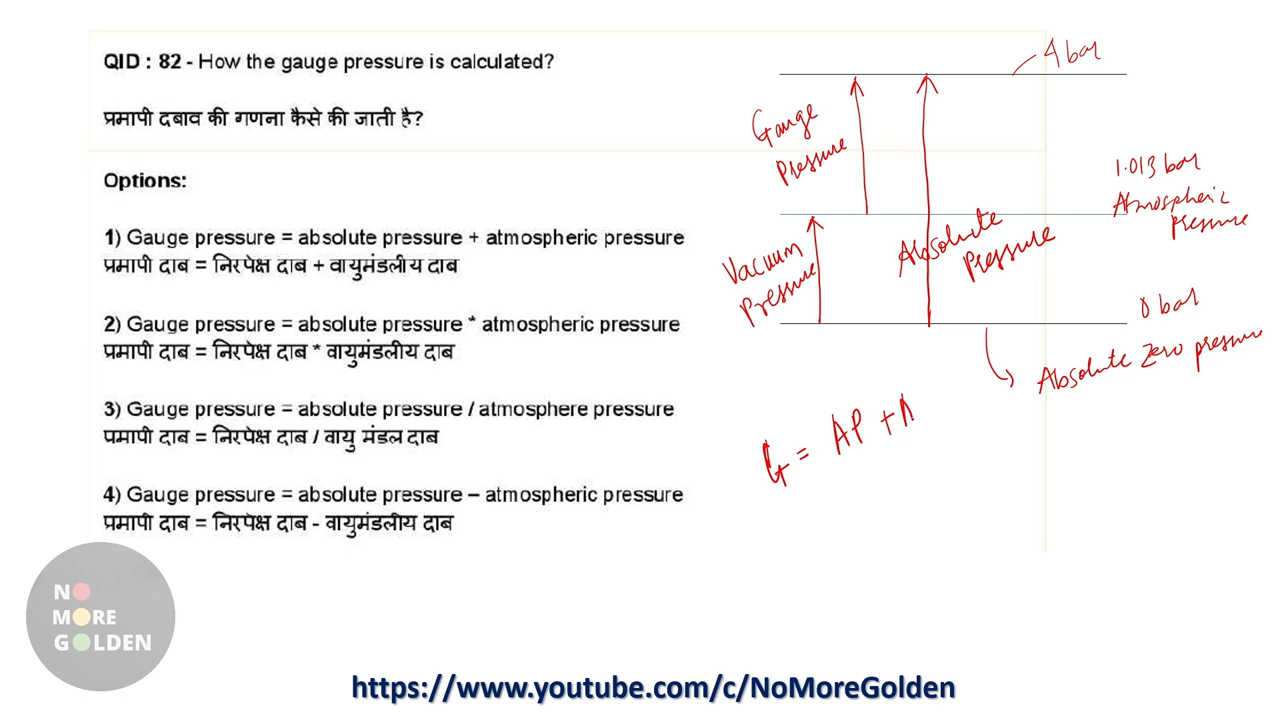 QID : 82 - How the gauge pressure is calculated?
प्रमापी दबाव की गणना कैसे की जाती है?
Options:
1) Gauge pressure = absolute pressure + atmospheric pressure
प्रमापी दाब = निरपेक्ष दाब + वायुमंडलीय दाब
2) Gauge pressure = absolute pressure * atmospheric pressure
प्रमापी दाब = निरपेक्ष दाब * वायुमंडलीय दाब
3) Gauge pressure = absolute pressure / atmosphere pressure
प्रमापी दाब = निरपेक्ष दाब / वायु मंडल दाब
4) Gauge pressure = absolute pressure – atmospheric pressure
प्रमापी दाब = निरपेक्ष दाब - वायुमंडलीय दाब
4 bar
Gauge
Pressure
1.013 bar
Atmospheric
Pressure
Vacuum
Pressure
Absolute
Pressure
0 bar
Absolute Zero pressure
G = AP + A
NO
MORE
GOLDEN
https://www.youtube.com/c/NoMoreGolden